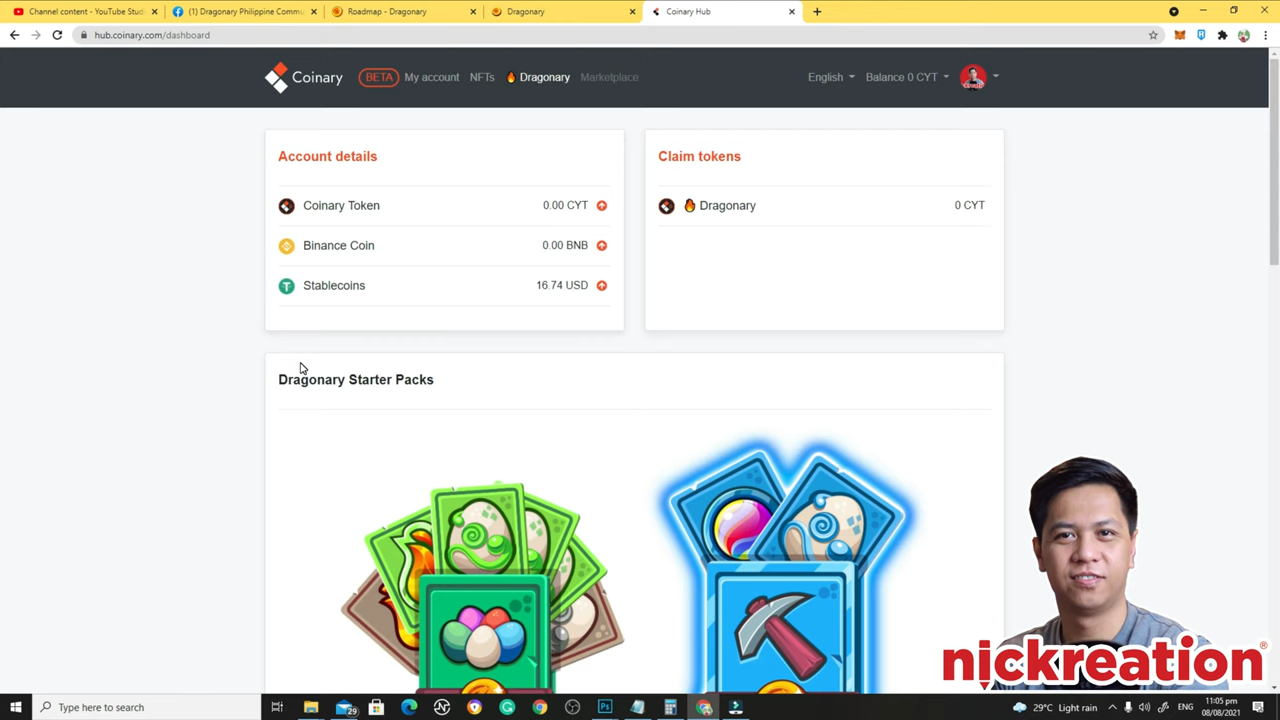 Channel content - YouTube Stud
(1) Dragonary Philippine Commu
Roadmap - Dragonary
Dragonary
Coinary Hub
hub.coinary.com/dashboard
Coinary
BETA
My account
NFTs
Dragonary
Marketplace
English
Balance 0 CYT
Account details
Coinary Token
0.00 CYT
Binance Coin
0.00 BNB
Stablecoins
16.74 USD
Claim tokens
Dragonary
0 CYT
Dragonary Starter Packs
nickreation®
Type here to search
29
29°C Light rain
ENG
11:05 pm
08/08/2021